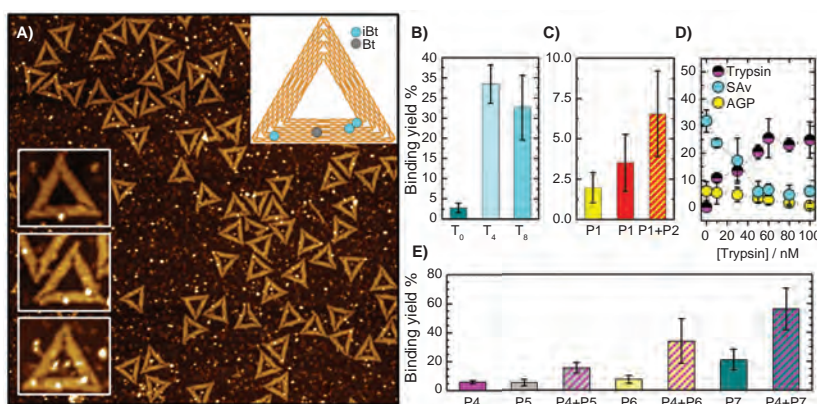 A)
iBt
Bt
B)
Binding yield %
40
35
30
25
20
15
10
5
0
T0 T4 T8
C)
10.0
7.5
5.0
2.5
0.0
P1 P1 P1+P2
D)
50
40
30
20
10
0
Trypsin
SAv
AGP
0 20 40 60 80 100
[Trypsin] / nM
E)
Binding yield %
80
60
40
20
0
P4 P5 P4+P5 P6 P4+P6 P7 P4+P7